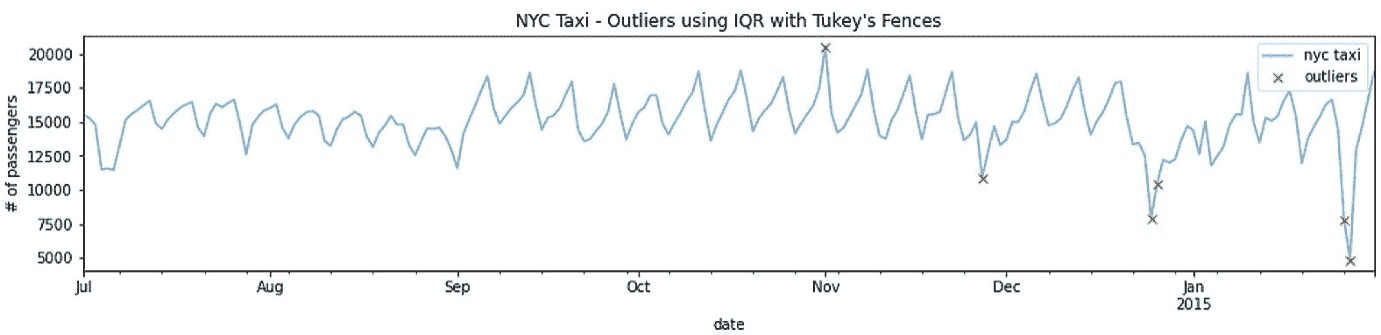 NYC Taxi - Outliers using IQR with Tukey's Fences
nyc taxi
outliers
# of passengers
20000
17500
15000
12500
10000
7500
5000
Jul Aug Sep Oct Nov Dec Jan
2015
date